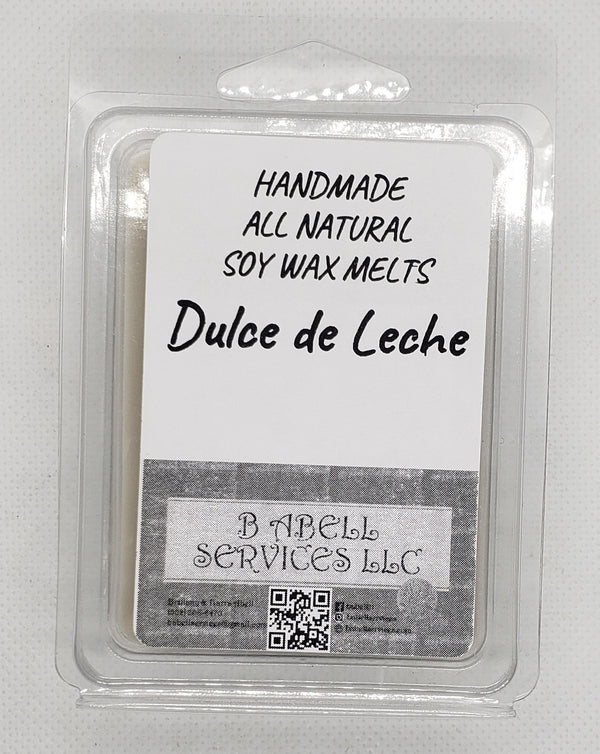 HANDMADE
ALL NATURAL
SOY WAX MELTS
Dulce de Leche
B ABELL
SERVICES LLC